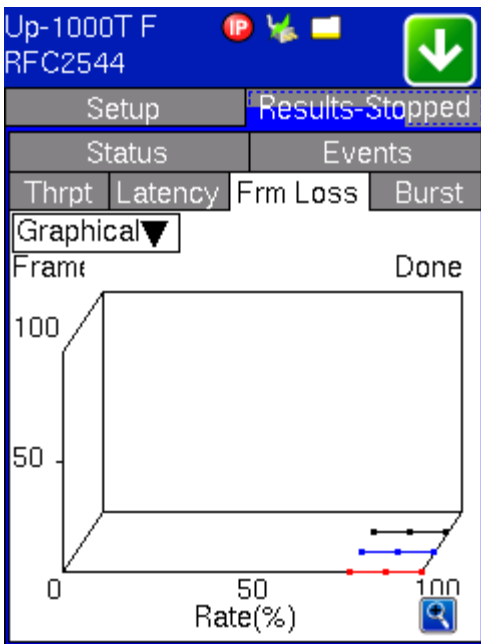 Up-1000T F IP
RFC2544
Setup Results-Stopped
Status Events
Thrpt Latency Frm Loss Burst
Graphical
Frame Done
100
50
0 50 100
Rate(%)